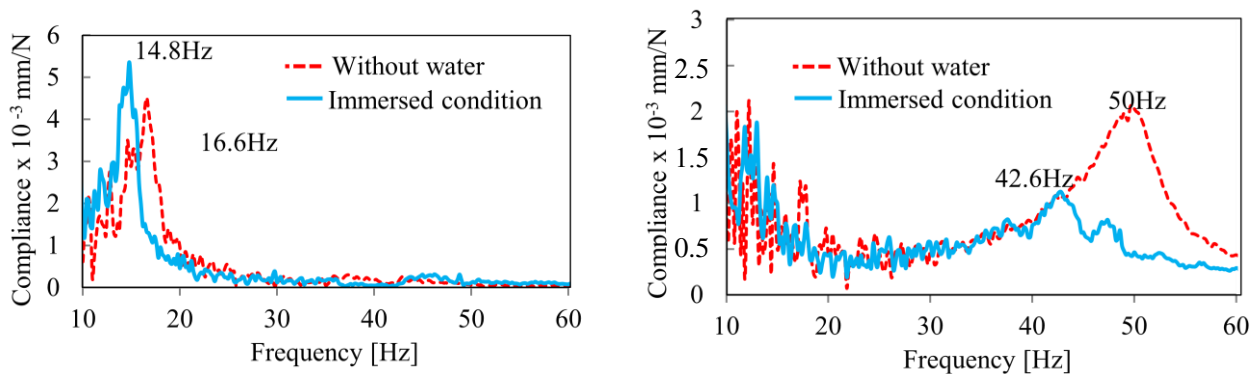 6
5
4
3
2
1
0
Compliance x 10⁻³ mm/N
14.8Hz
Without water
Immersed condition
16.6Hz
10 20 30 40 50 60
Frequency [Hz]
3
2.5
2
1.5
1
0.5
0
Compliance x 10⁻³ mm/N
Without water
Immersed condition
50Hz
42.6Hz
10 20 30 40 50 60
Frequency [Hz]